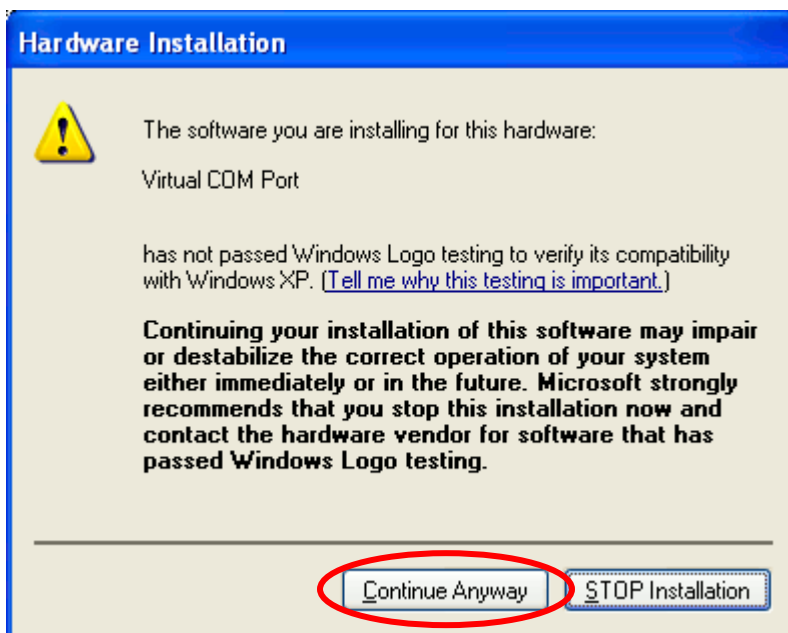 Hardware Installation
The software you are installing for this hardware:
Virtual COM Port
has not passed Windows Logo testing to verify its compatibility
with Windows XP. (Tell me why this testing is important.)
Continuing your installation of this software may impair
or destabilize the correct operation of your system
either immediately or in the future. Microsoft strongly
recommends that you stop this installation now and
contact the hardware vendor for software that has
passed Windows Logo testing.
Continue Anyway
STOP Installation